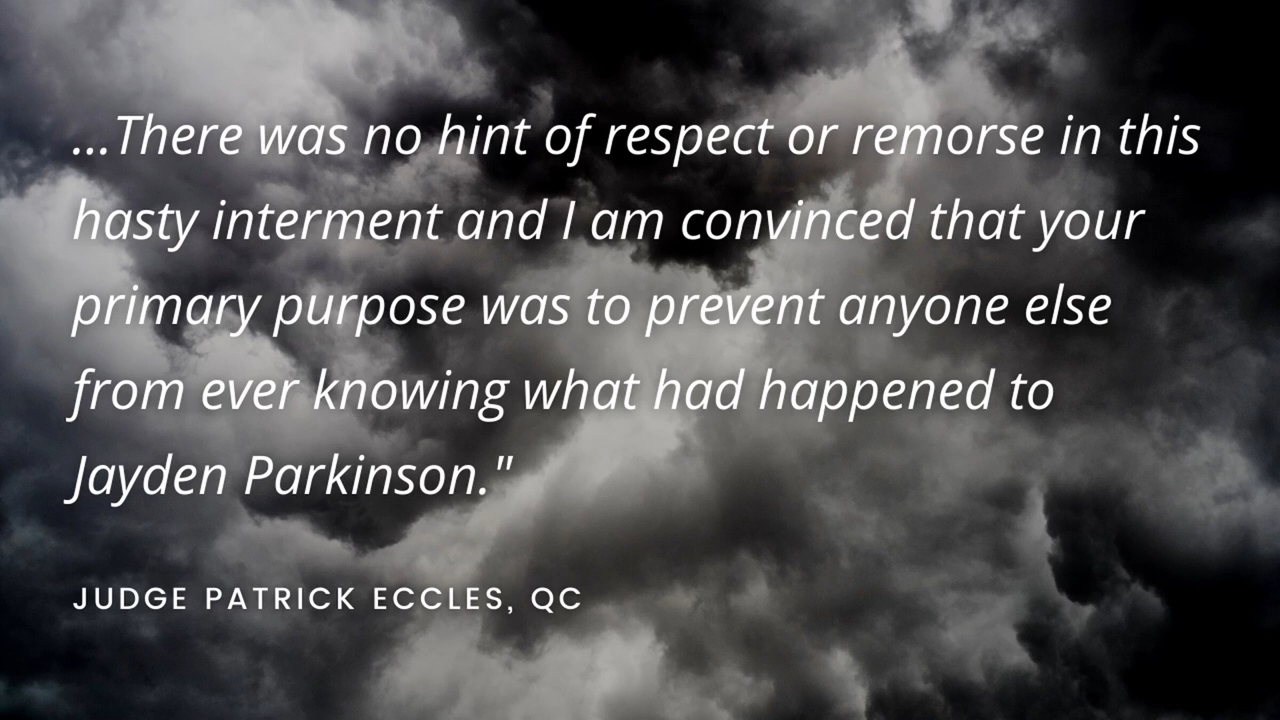 ...There was no hint of respect or remorse in this
hasty interment and I am convinced that your
primary purpose was to prevent anyone else
from ever knowing what had happened to
Jayden Parkinson."
JUDGE PATRICK ECCLES, QC